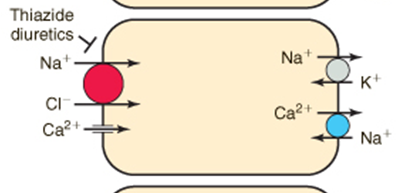 Thiazide
diuretics
Na+
Cl−
Ca2+
Na+
K+
Ca2+
Na+